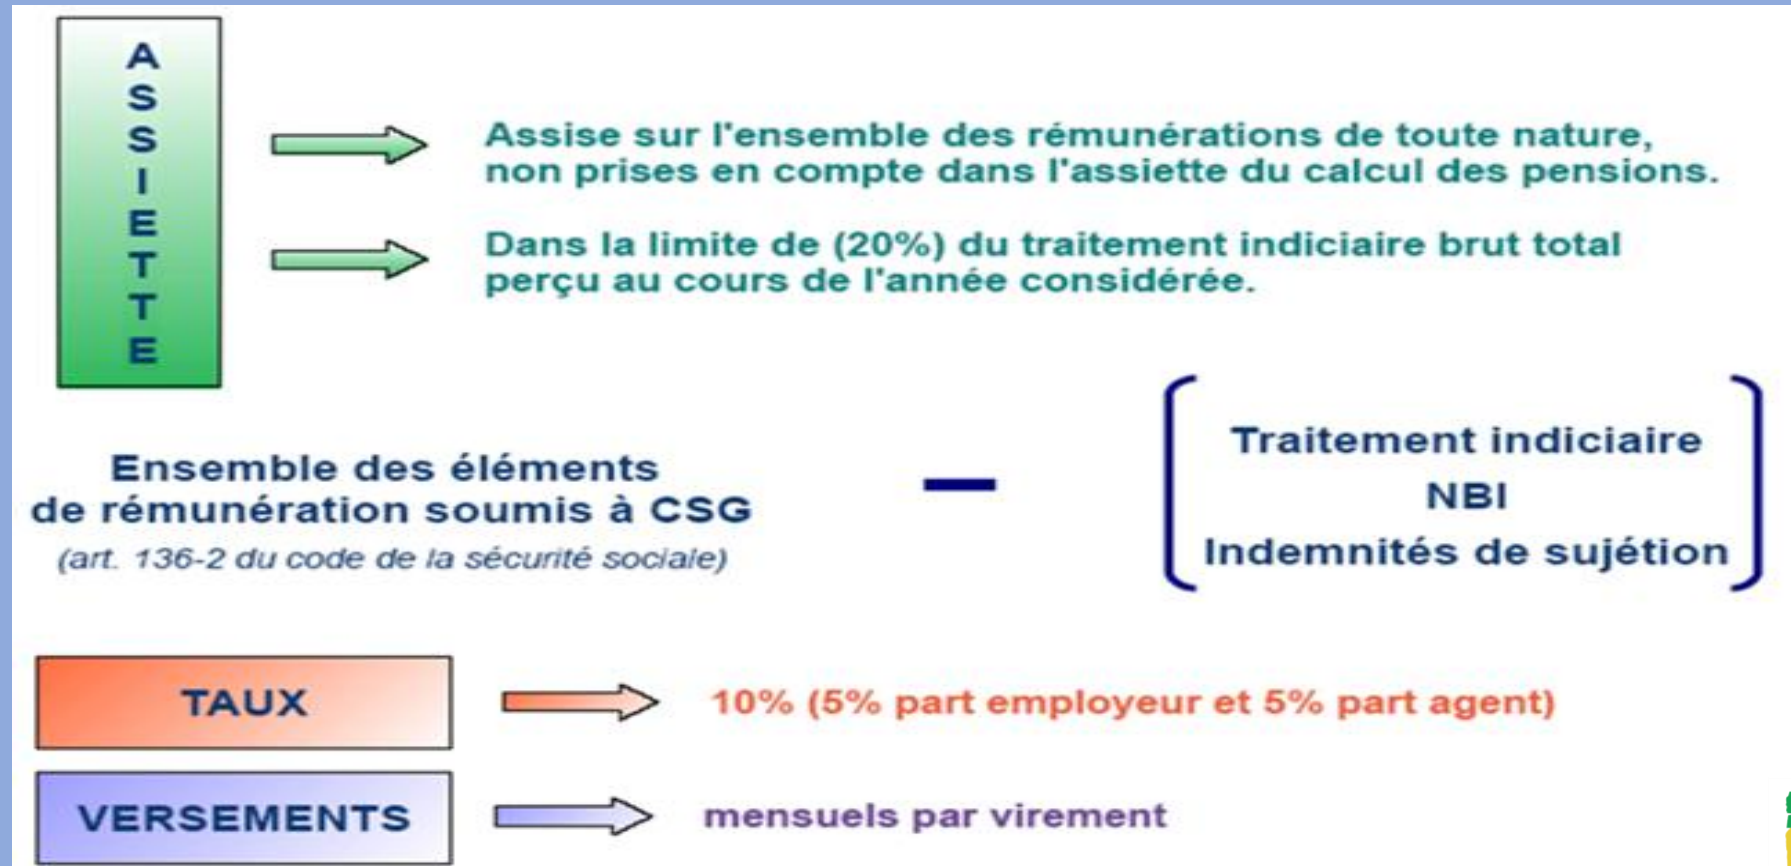 ASSIETTE
Assise sur l'ensemble des rémunérations de toute nature,
non prises en compte dans l'assiette du calcul des pensions.
Dans la limite de (20%) du traitement indiciaire brut total
perçu au cours de l'année considérée.
Ensemble des éléments
de rémunération soumis à CSG
(art. 136-2 du code de la sécurité sociale)
–
Traitement indiciaire
NBI
Indemnités de sujétion
TAUX
10% (5% part employeur et 5% part agent)
VERSEMENTS
mensuels par virement